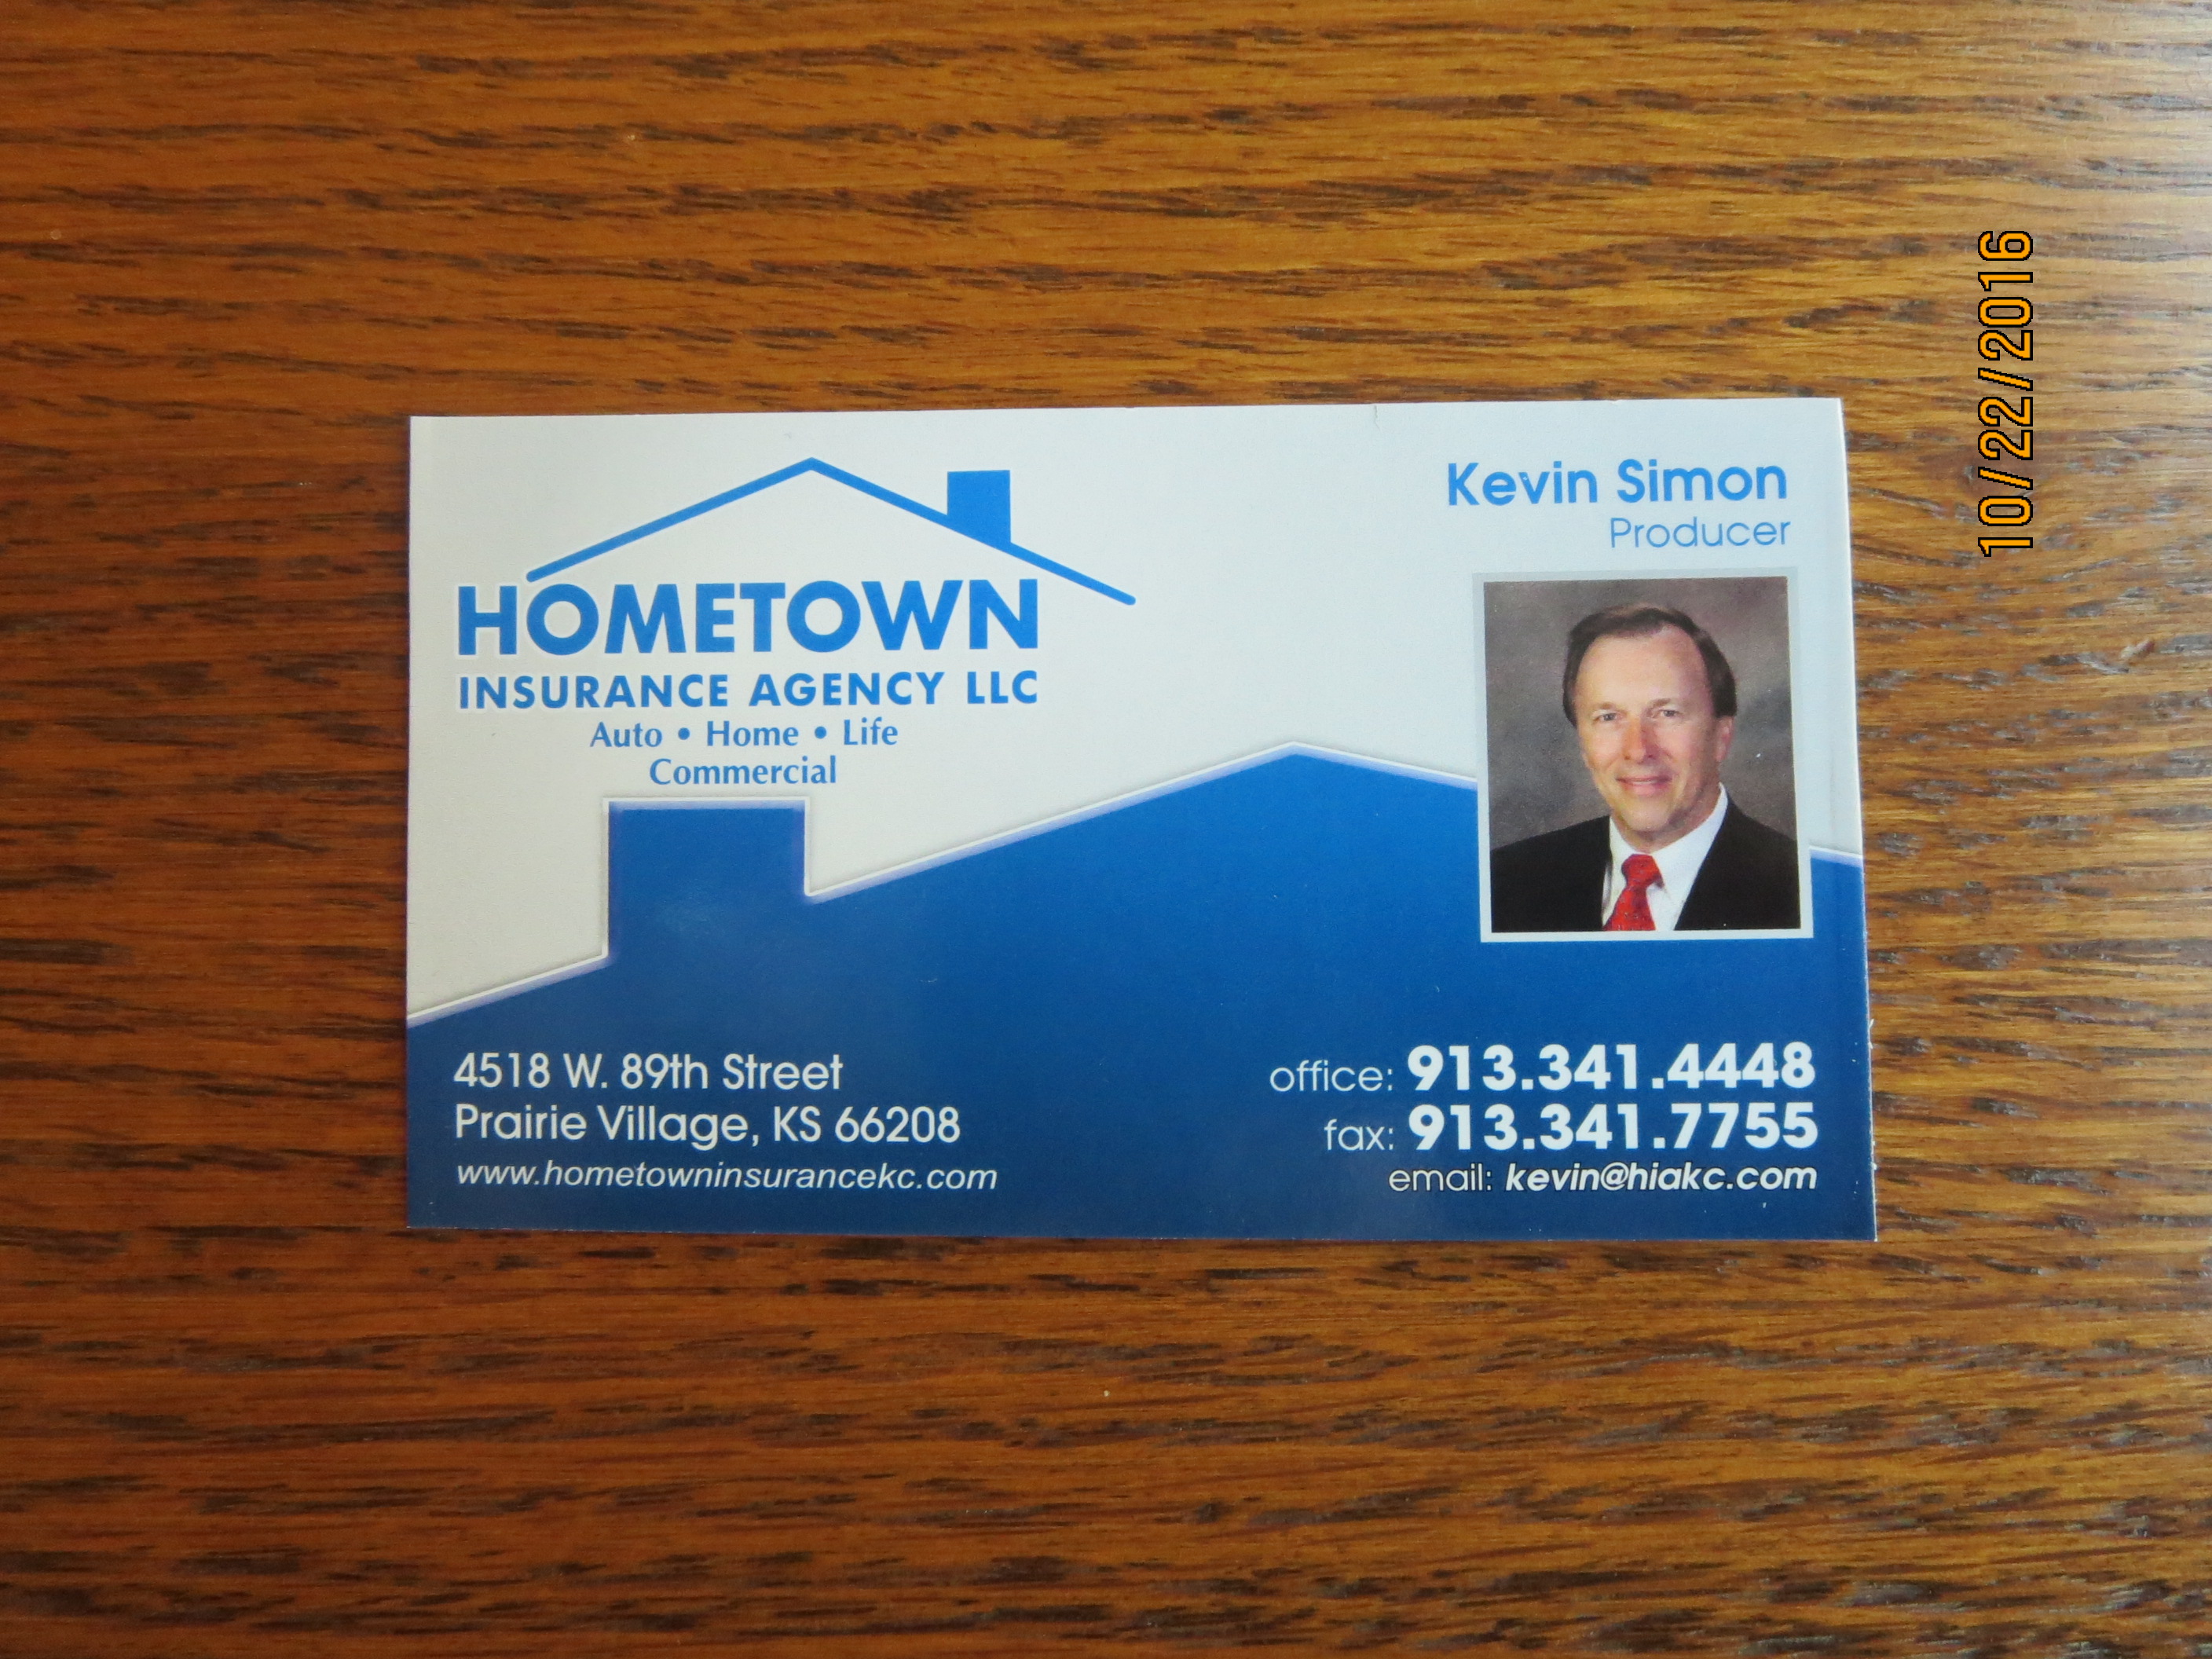 HOMETOWN
INSURANCE AGENCY LLC
Auto • Home • Life
Commercial
Kevin Simon
Producer
4518 W. 89th Street
Prairie Village, KS 66208
www.hometowninsurancekc.com
office: 913.341.4448
fax: 913.341.7755
email: kevin@hiakc.com
10/22/2016